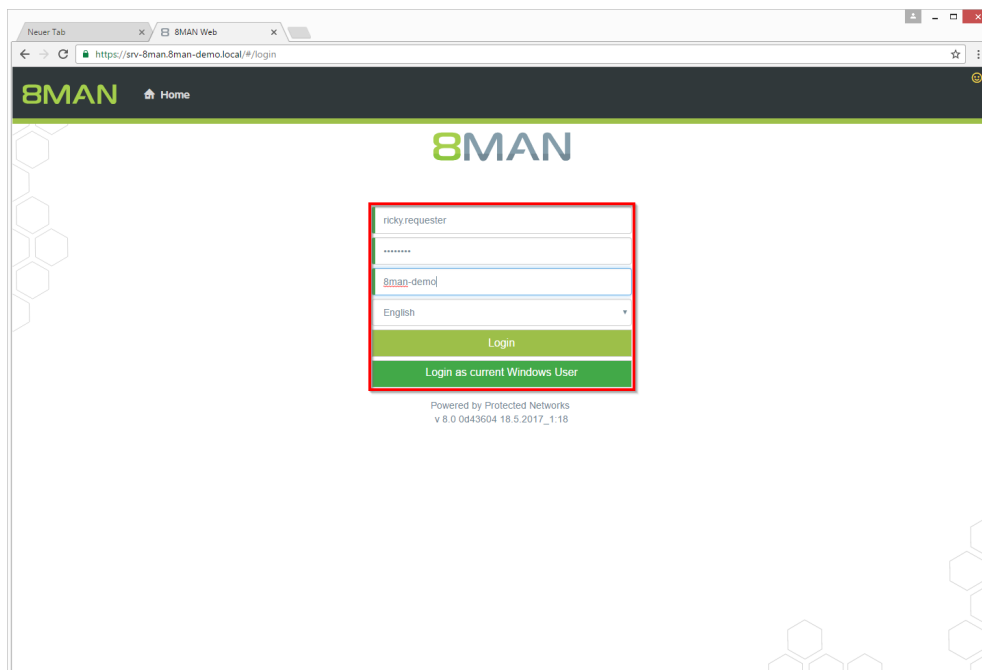 Neuer Tab
8MAN Web
https://srv-8man.8man-demo.local/#/login
8MAN
Home
8MAN
ricky.requester
••••••••
8man-demo
English
Login
Login as current Windows User
Powered by Protected Networks
v 8.0 0d43604 18.5.2017_1:18